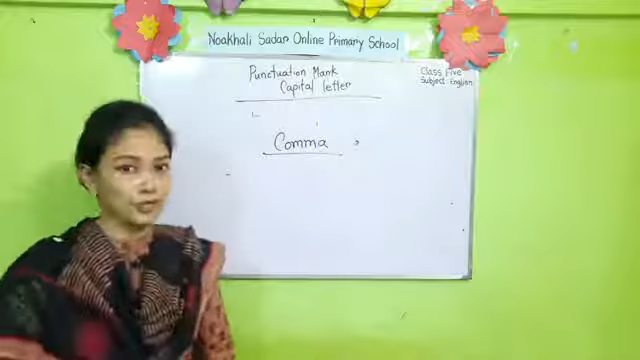 Noakhali Sadar Online Primary School
Punctuation Mark
Capital letter
Class Five
Subject: English
Comma ,